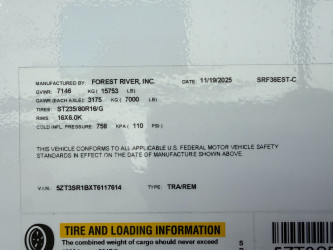 MANUFACTURED BY: FOREST RIVER, INC. DATE: 11/19/2025 SRF36EST-C
GVWR: 7146 KG ( 15753 LB)
GAWR (EACH AXLE): 3175 KG ( 7000 LB)
TIRES: ST235/80R16/G
RIMS: 16X6.0K
COLD INFL. PRESSURE: 758 KPA ( 110 PSI )
THIS VEHICLE CONFORMS TO ALL APPLICABLE U.S. FEDERAL MOTOR VEHICLE SAFETY
STANDARDS IN EFFECT ON THE DATE OF MANUFACTURE SHOWN ABOVE.
V.I.N.: 5ZT3SR1BXT6117614 TYPE: TRA/REM
TIRE AND LOADING INFORMATION
The combined weight of cargo should never exceed